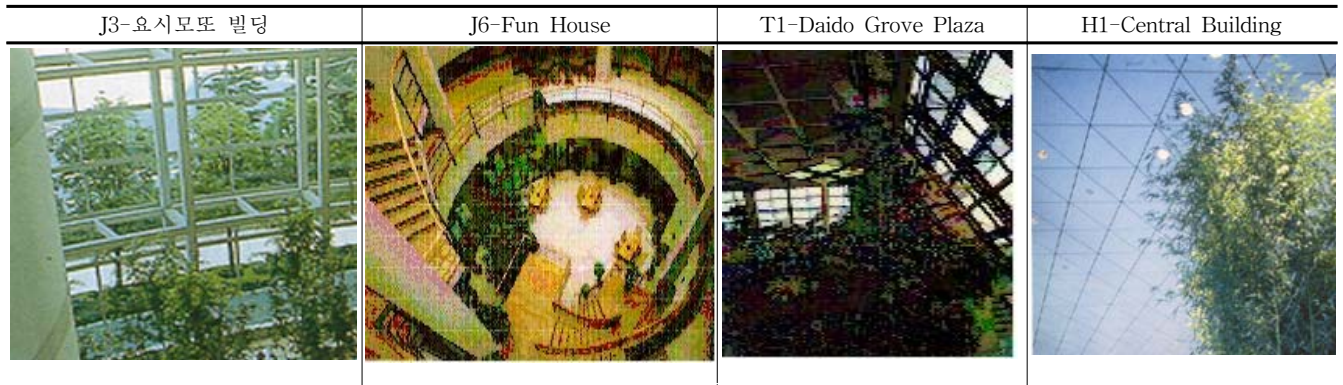 J3-요시모또 빌딩
J6-Fun House
T1-Daido Grove Plaza
H1-Central Building